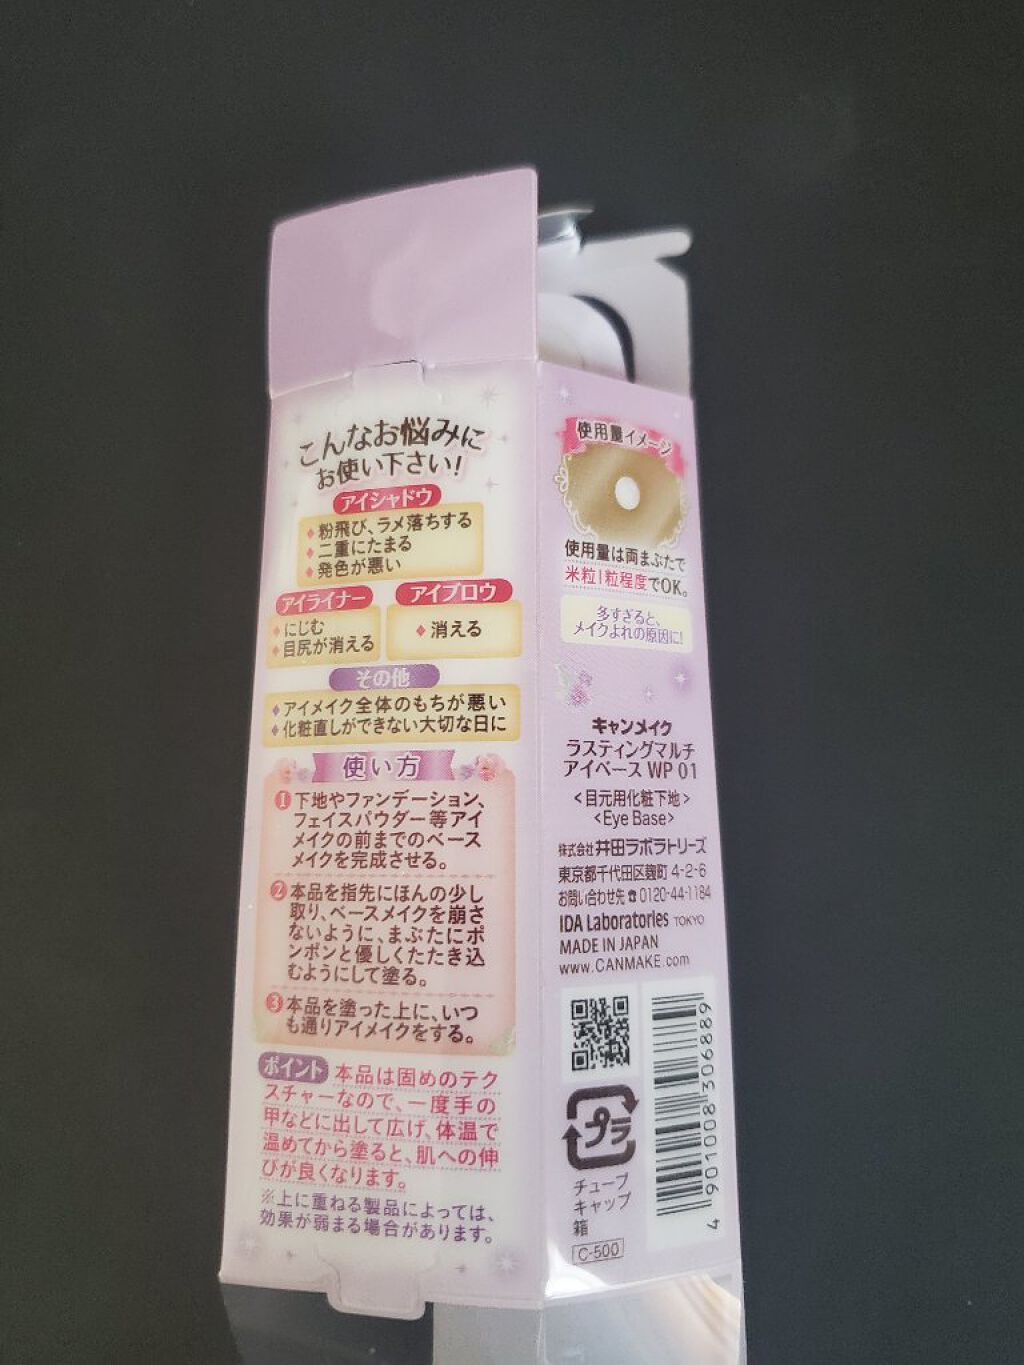 こんなお悩みに
お使い下さい!
アイシャドウ
粉飛び、ラメ落ちする
二重にたまる
発色が悪い
アイライナー
にじむ
目尻が消える
アイブロウ
消える
その他
アイメイク全体のもちが悪い
化粧直しができない大切な日に
使い方
1 下地やファンデーション、
フェイスパウダー等アイ
メイクの前までのベース
メイクを完成させる。
2 本品を指先にほんの少し
取り、ベースメイクを崩さ
ないように、まぶたにポ
ンポンと優しくたたき込
むようにして塗る。
3 本品を塗った上に、いつ
も通りアイメイクをする。
ポイント 本品は固めのテク
スチャーなので、一度手の
甲などに出して広げ、体温で
温めてから塗ると、肌への伸
びが良くなります。
※上に重ねる製品によっては、
効果が弱まる場合があります。
使用量イメージ
使用量は両まぶたで
米粒1粒程度でOK。
多すぎると、
メイクよれの原因に!
キャンメイク
ラスティングマルチ
アイベース WP 01
<目元用化粧下地>
<Eye Base>
株式会社 井田ラボラトリーズ
東京都千代田区麹町 4-2-6
お問い合わせ先☎0120-44-1184
IDA Laboratories TOKYO
MADE IN JAPAN
www.CANMAKE.com
プラ
チューブ
キャップ
箱
C-500
4 901008 306889